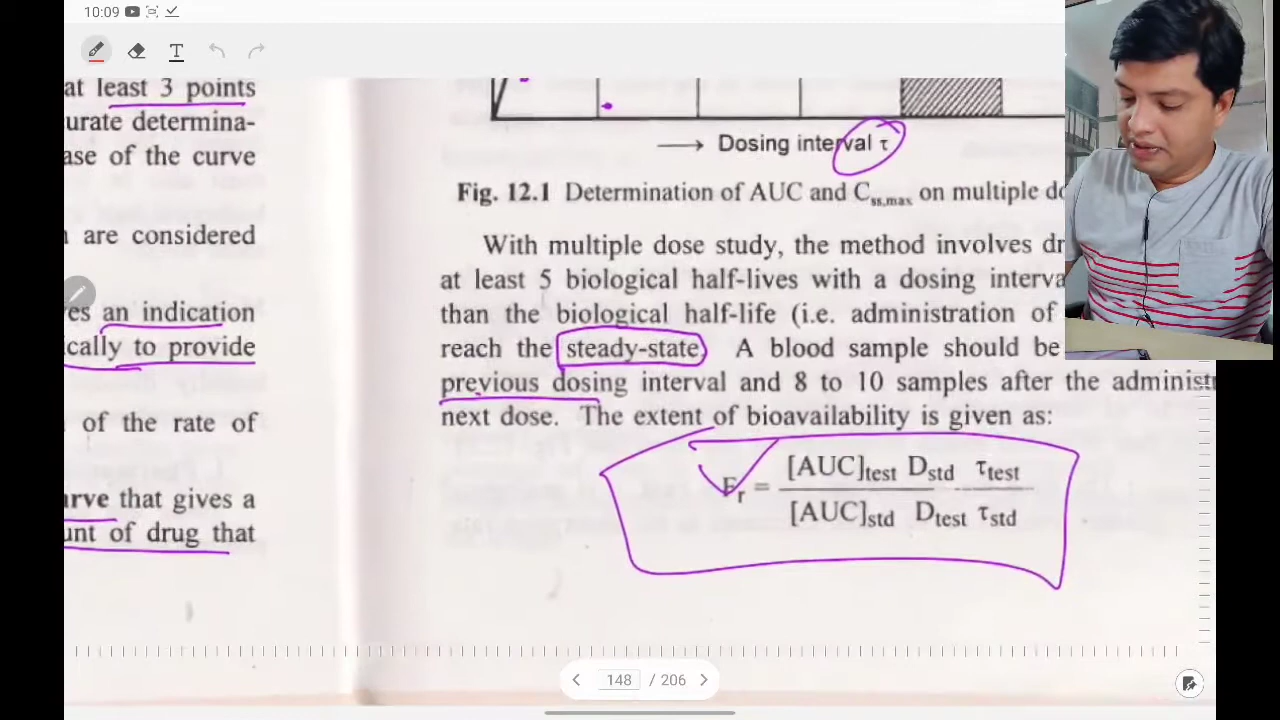 10:09
at least 3 points
urate determina-
ase of the curve
are considered
es an indication
cally to provide
of the rate of
rve that gives a
unt of drug that
Dosing interval τ
Fig. 12.1 Determination of AUC and Css,max on multiple do
With multiple dose study, the method involves dr
at least 5 biological half-lives with a dosing interva
than the biological half-life (i.e. administration of
reach the steady-state A blood sample should be
previous dosing interval and 8 to 10 samples after the administr
next dose. The extent of bioavailability is given as:
Fr = [AUC]test Dstd τtest
[AUC]std Dtest τstd
148 / 206